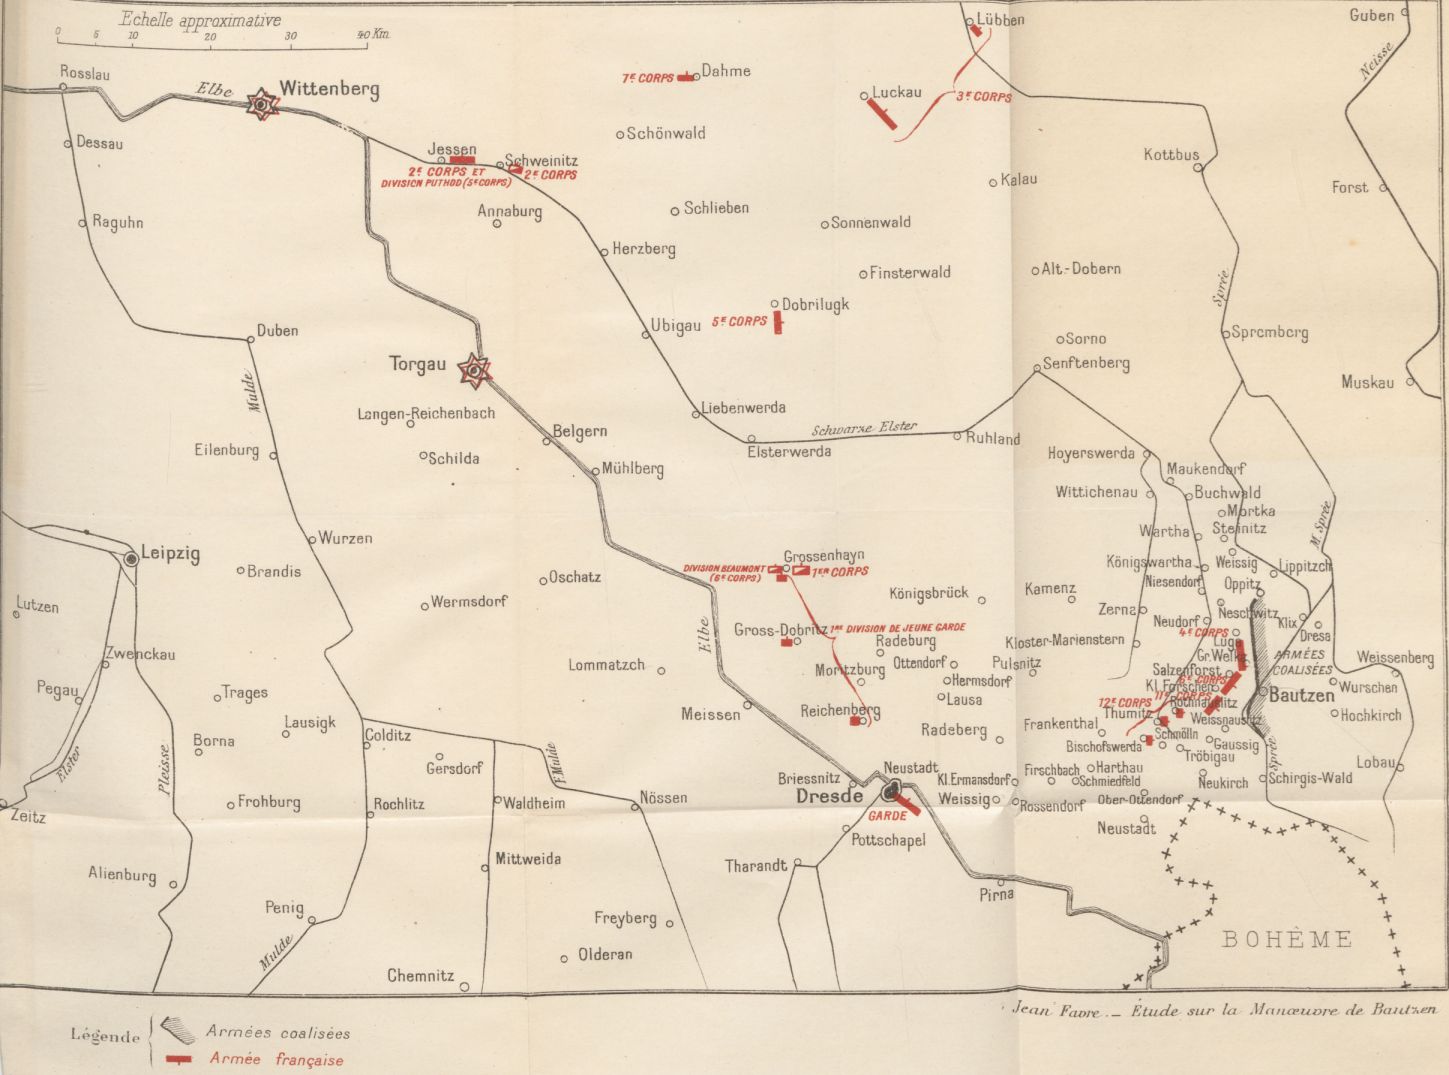 Echelle approximative
0 5 10 20 30 40 Km.
Lübben
Guben
Rosslau
Elbe
Wittenberg
7E CORPS
Dahme
Luckau
3E CORPS
Neisse
Dessau
Schönwald
Jessen
Schweinitz
2E CORPS ET
DIVISION PUTHOD (5E CORPS)
2E CORPS
Kottbus
Kalau
Forst
Raguhn
Annaburg
Schlieben
Sonnenwald
Herzberg
Finsterwald
Alt.-Dobern
Sprée
Dobrilugk
5E CORPS
Duben
Ubigau
Sorno
Spremberg
Torgau
Senftenberg
Muskau
Mulde
Langen-Reichenbach
Liebenwerda
Belgern
Schwarze Elster
Ruhland
Eilenburg
Schilda
Elsterwerda
Mühlberg
Hoyerswerda
Maukendorf
Wittichenau
Buchwald
Mortka
M. Sprée
Wurzen
Wartha
Steinitz
Leipzig
Grossenhayn
Königswartha
Weissig
Lippitzch
DIVISION BEAUMONT
(6E CORPS)
1ER CORPS
Brandis
Oschatz
Niesendorf
Oppitz
Lutzen
Wermsdorf
Königsbrück
Kamenz
Zerna
Neschwitz
Neudorf
Klix
Elbe
Gross-Dobritz
1RE DIVISION DE JEUNE GARDE
4E CORPS
Dresa
Radeburg
Kloster-Marienstern
Luga
Zwenckau
Gr. Welka
ARMÉES
COALISÉES
Weissenberg
Lommatzch
Moritzburg
Ottendorf
Pulsnitz
Salzenforst
Pegau
Trages
Hermsdorf
Kl. Forschen
6E CORPS
Wurschen
Lausa
11E CORPS
Bautzen
Meissen
Reichenberg
12E CORPS
Thumitz
Hochkirch
Lausigk
Frankenthal
Colditz
Radeberg
Borna
Bischofswerda
Schmölln
Gaussig
Sprée
Elster
Pleisse
F. Mulde
Gersdorf
Tröbigau
Lobau
Briessnitz
Neustadt
Kl. Ermansdorf
Firschbach
Harthau
Schmiedfeld
Neukirch
Schirgis-Wald
Dresde
Weissig
Rossendorf
Ober-Ottendorf
GARDE
Frohburg
Rochlitz
Waldheim
Nössen
Zeitz
Neustadt
Pottschapel
Mittweida
Tharandt
Alienburg
Pirna
Penig
Freyberg
BOHÊME
Mulde
Olderan
Chemnitz
Jean Favre. — Étude sur la Manœuvre de Bautzen
Légende
Armées coalisées
Armée française